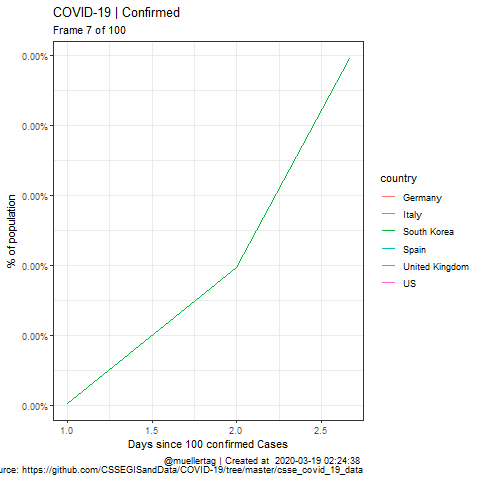 COVID-19 | Confirmed
Frame 7 of 100
0.00%
0.00%
0.00%
0.00%
0.00%
0.00%
% of population
1.0
1.5
2.0
2.5
Days since 100 confirmed Cases
country
Germany
Italy
South Korea
Spain
United Kingdom
US
@muellertag | Created at 2020-03-19 02:24:38
urce: https://github.com/CSSEGISandData/COVID-19/tree/master/csse_covid_19_data